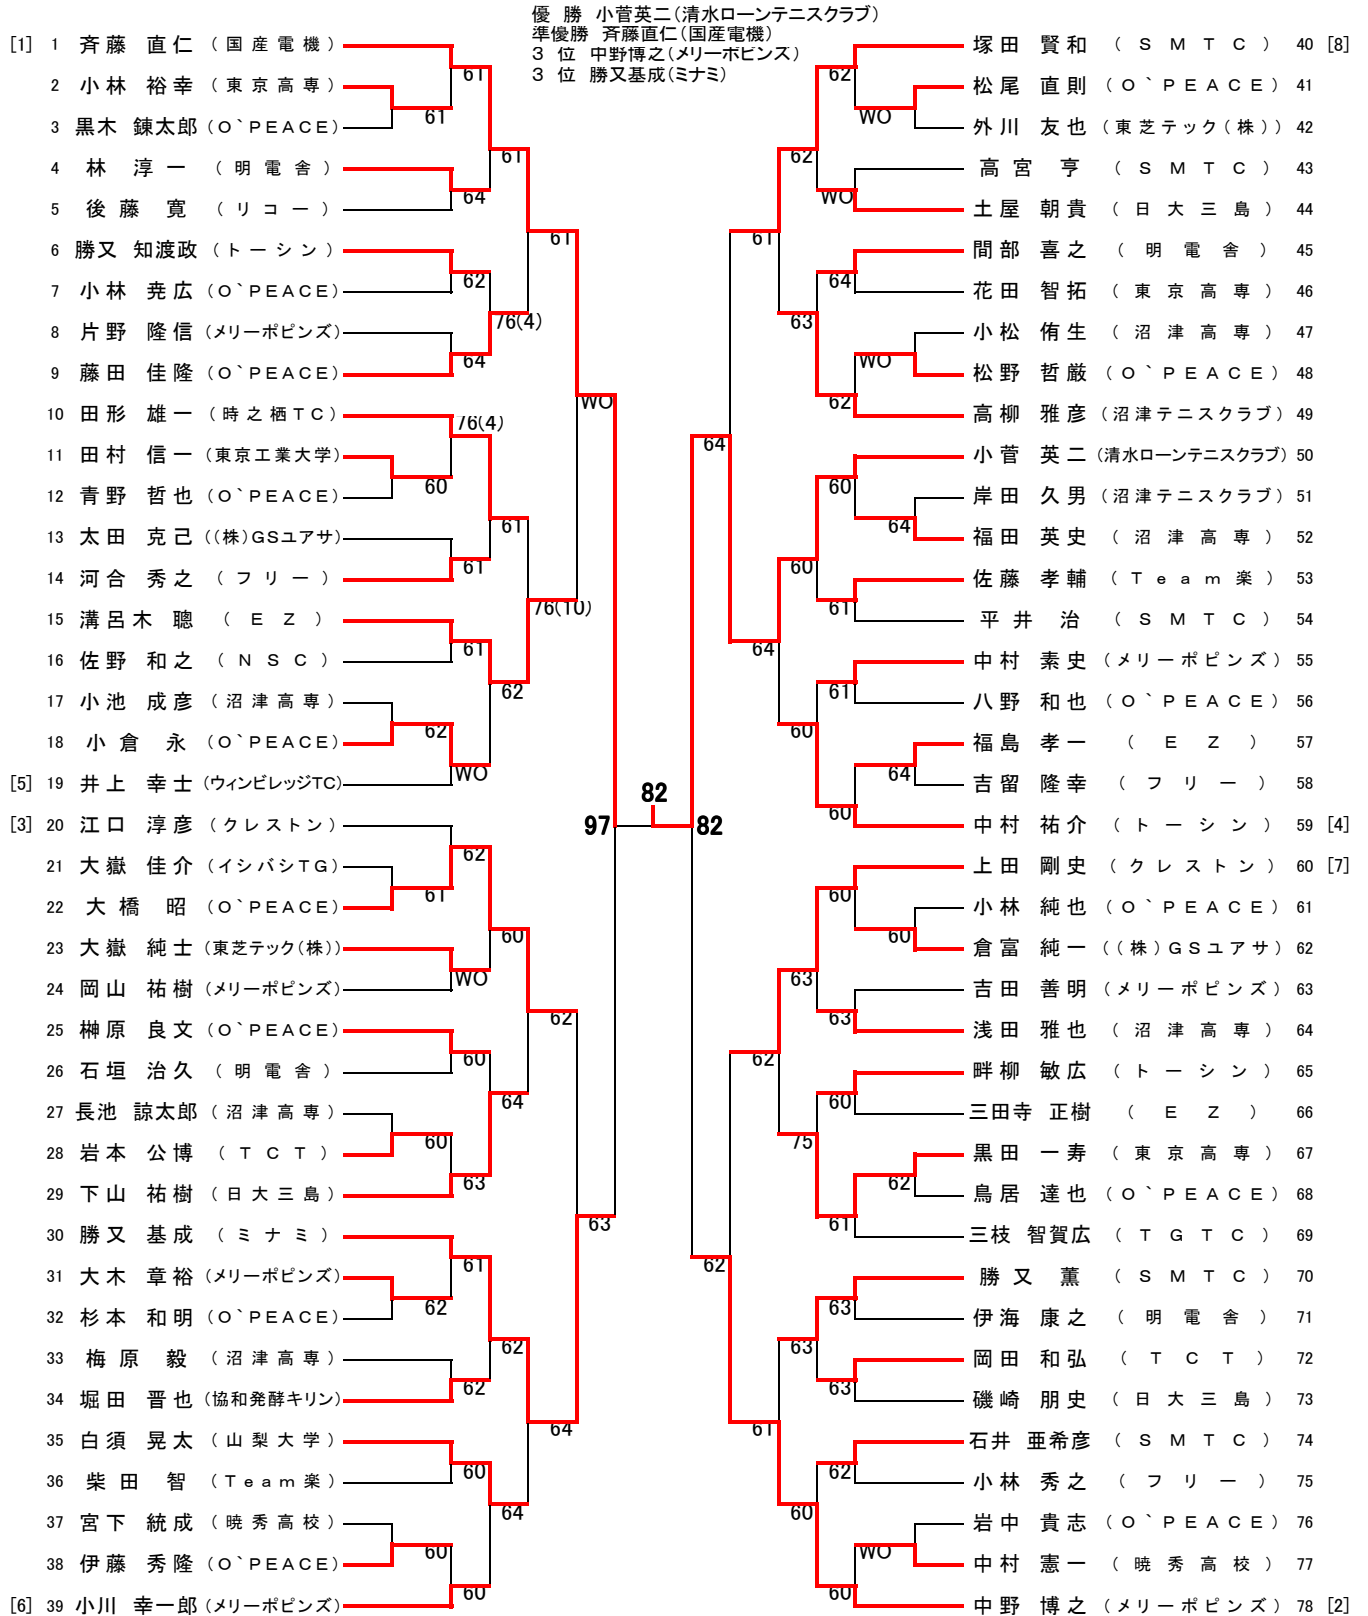 優　勝　小菅英二(清水ローンテニスクラブ)
準優勝　斉藤直仁(国産電機)
3　位　中野博之(メリーポピンズ)
3　位　勝又基成(ミナミ)
[1] 1 斉藤 直仁 (国産電機)
2 小林 裕幸 (東京高専)
3 黒木 錬太郎 (O`PEACE)
4 林 淳一 (明電舎)
5 後藤 寛 (リコー)
6 勝又 知渡政 (トーシン)
7 小林 尭広 (O`PEACE)
8 片野 隆信 (メリーポピンズ)
9 藤田 佳隆 (O`PEACE)
10 田形 雄一 (時之栖TC)
11 田村 信一 (東京工業大学)
12 青野 哲也 (O`PEACE)
13 太田 克己 ((株)GSユアサ)
14 河合 秀之 (フリー)
15 溝呂木 聰 (EZ)
16 佐野 和之 (NSC)
17 小池 成彦 (沼津高専)
18 小倉 永 (O`PEACE)
[5] 19 井上 幸士 (ウィンビレッジTC)
[3] 20 江口 淳彦 (クレストン)
21 大嶽 佳介 (イシバシTG)
22 大橋 昭 (O`PEACE)
23 大嶽 純士 (東芝テック(株))
24 岡山 祐樹 (メリーポピンズ)
25 榊原 良文 (O`PEACE)
26 石垣 治久 (明電舎)
27 長池 諒太郎 (沼津高専)
28 岩本 公博 (TCT)
29 下山 祐樹 (日大三島)
30 勝又 基成 (ミナミ)
31 大木 章裕 (メリーポピンズ)
32 杉本 和明 (O`PEACE)
33 梅原 毅 (沼津高専)
34 堀田 晋也 (協和発酵キリン)
35 白須 晃太 (山梨大学)
36 柴田 智 (Team楽)
37 宮下 統成 (暁秀高校)
38 伊藤 秀隆 (O`PEACE)
[6] 39 小川 幸一郎 (メリーポピンズ)
61
61
61
64
61
62
76(4)
64
WO
76(4)
60
61
61
76(10)
61
62
62
WO
97
62
61
60
WO
62
60
64
60
63
63
61
62
62
62
64
60
64
60
60
82
82
62
WO
62
WO
61
64
63
WO
62
64
60
64
60
61
64
61
60
64
60
60
60
63
63
62
60
75
62
61
62
63
63
63
61
62
60
WO
60
塚田 賢和 (SMTC) 40 [8]
松尾 直則 (O`PEACE) 41
外川 友也 (東芝テック(株)) 42
高宮 亨 (SMTC) 43
土屋 朝貴 (日大三島) 44
間部 喜之 (明電舎) 45
花田 智拓 (東京高専) 46
小松 侑生 (沼津高専) 47
松野 哲厳 (O`PEACE) 48
高柳 雅彦 (沼津テニスクラブ) 49
小菅 英二 (清水ローンテニスクラブ) 50
岸田 久男 (沼津テニスクラブ) 51
福田 英史 (沼津高専) 52
佐藤 孝輔 (Team楽) 53
平井 治 (SMTC) 54
中村 素史 (メリーポピンズ) 55
八野 和也 (O`PEACE) 56
福島 孝一 (EZ) 57
吉留 隆幸 (フリー) 58
中村 祐介 (トーシン) 59 [4]
上田 剛史 (クレストン) 60 [7]
小林 純也 (O`PEACE) 61
倉富 純一 ((株)GSユアサ) 62
吉田 善明 (メリーポピンズ) 63
浅田 雅也 (沼津高専) 64
畔柳 敏広 (トーシン) 65
三田寺 正樹 (EZ) 66
黒田 一寿 (東京高専) 67
鳥居 達也 (O`PEACE) 68
三枝 智賀広 (TGTC) 69
勝又 薫 (SMTC) 70
伊海 康之 (明電舎) 71
岡田 和弘 (TCT) 72
磯崎 朋史 (日大三島) 73
石井 亜希彦 (SMTC) 74
小林 秀之 (フリー) 75
岩中 貴志 (O`PEACE) 76
中村 憲一 (暁秀高校) 77
中野 博之 (メリーポピンズ) 78 [2]